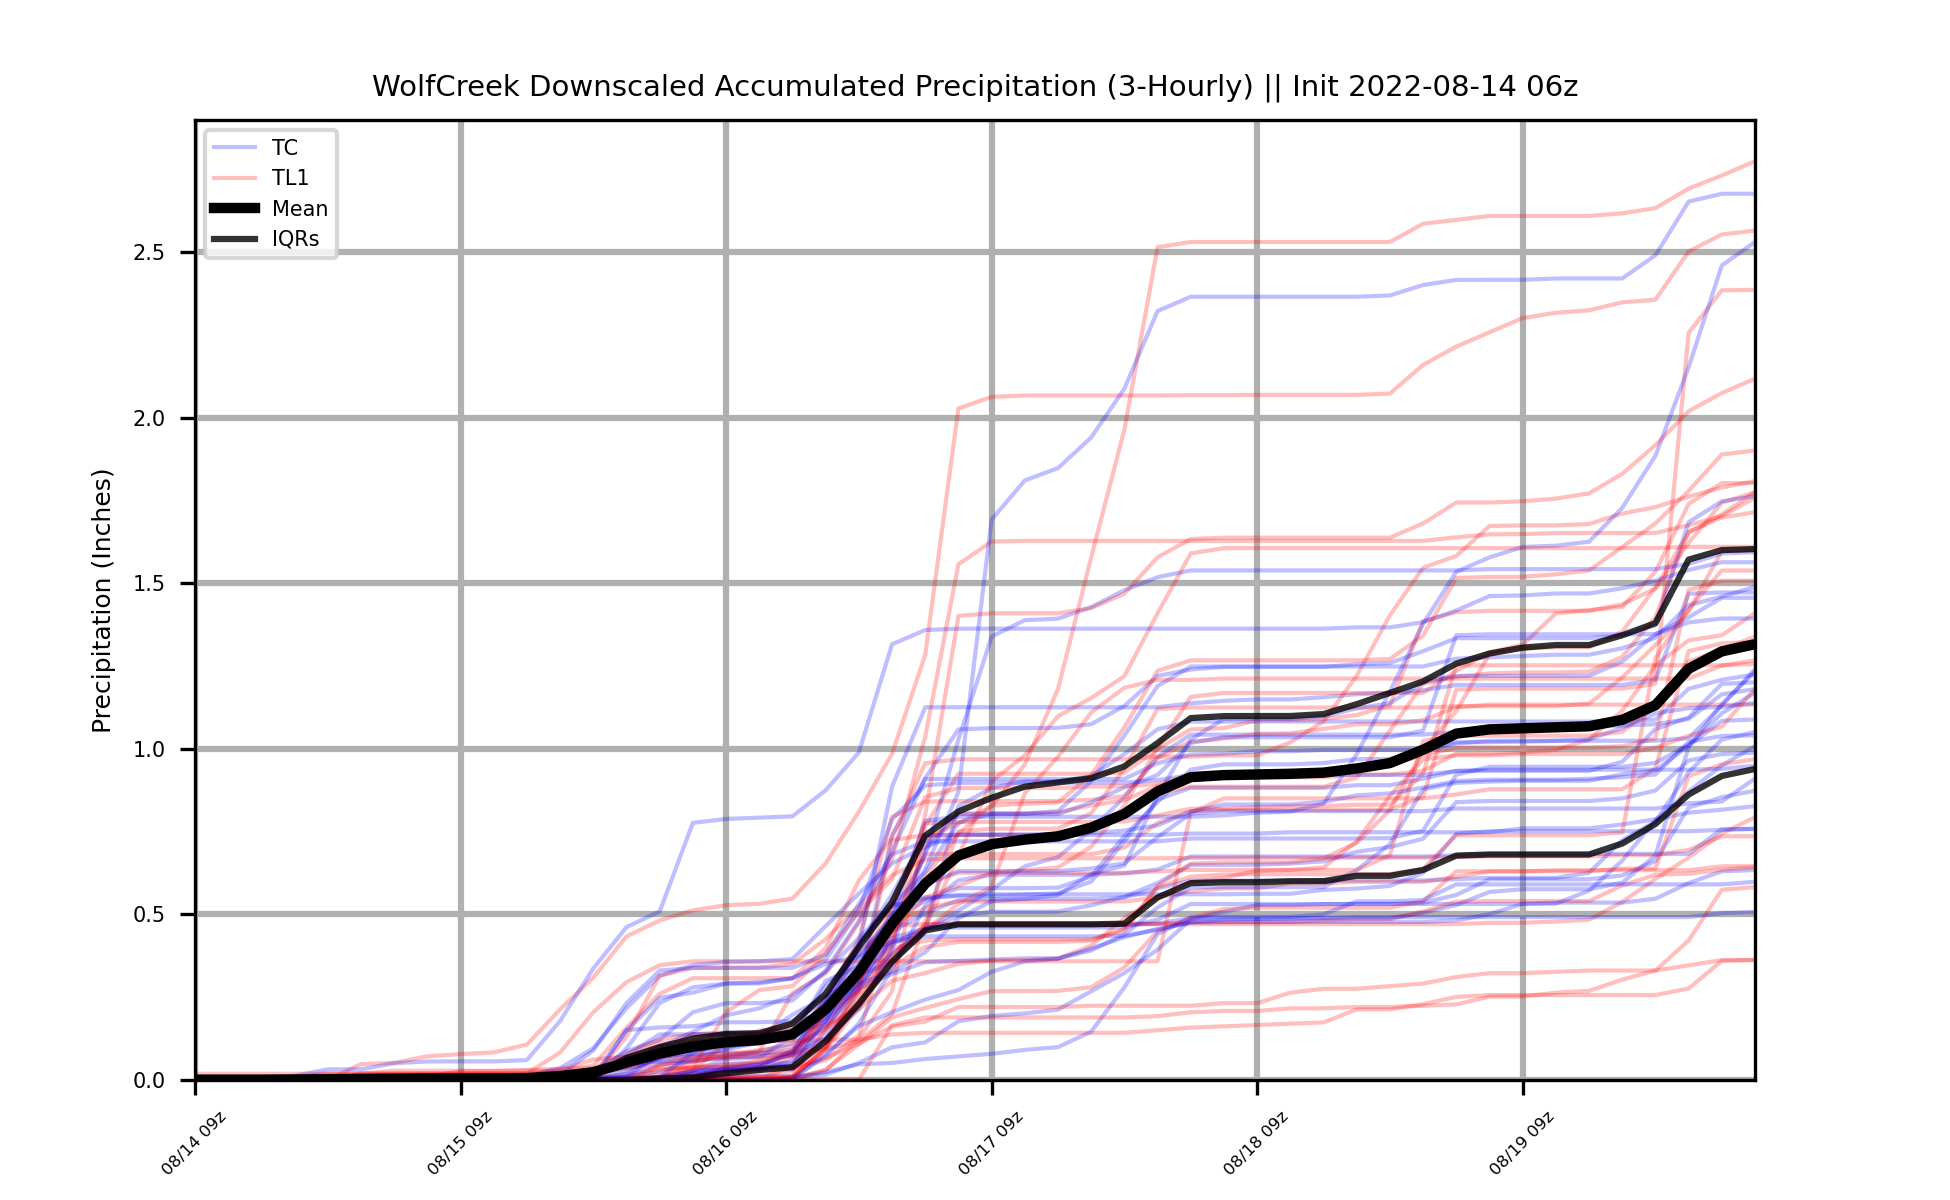 WolfCreek Downscaled Accumulated Precipitation (3-Hourly) || Init 2022-08-14 06z
TC
TL1
Mean
IQRs
Precipitation (Inches)
2.5
2.0
1.5
1.0
0.5
0.0
08/14 09z
08/15 09z
08/16 09z
08/17 09z
08/18 09z
08/19 09z